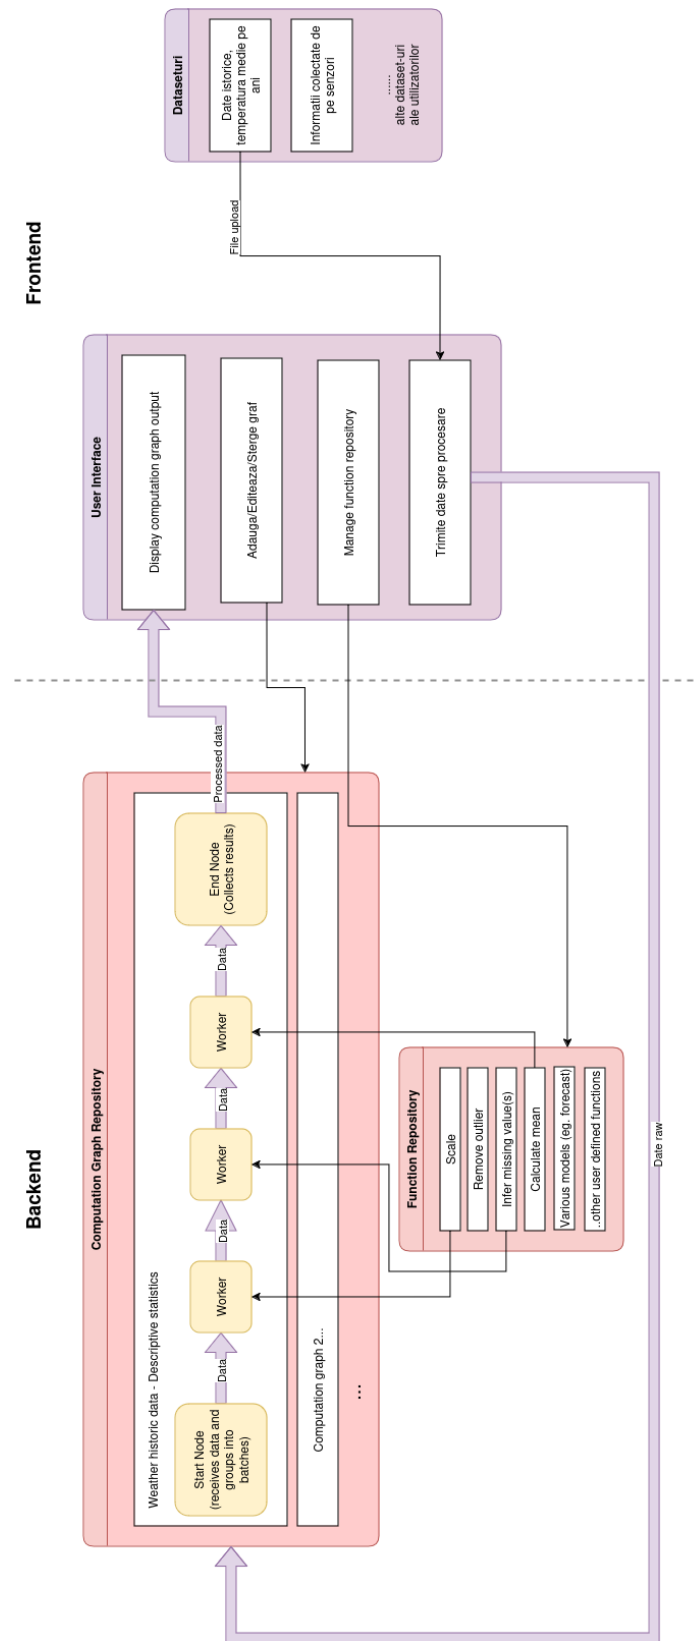 Backend
Frontend
Computation Graph Repository
Weather historic data - Descriptive statistics
Start Node
(receives data and
groups into
batches)
Data
Worker
Data
Worker
Data
Worker
Data
End Node
(Collects results)
Processed data
Computation graph 2...
...
Function Repository
Scale
Remove outlier
Infer missing value(s)
Calculate mean
Various models (eg. forecast)
..other user defined functions
Date raw
User Interface
Display computation graph output
Adauga/Editeaza/Sterge graf
Manage function repository
Trimite date spre procesare
File upload
Dataseturi
Date istorice,
temperatura medie pe
ani
Informatii colectate de
pe senzori
......
alte dataset-uri
ale utilizatorilor